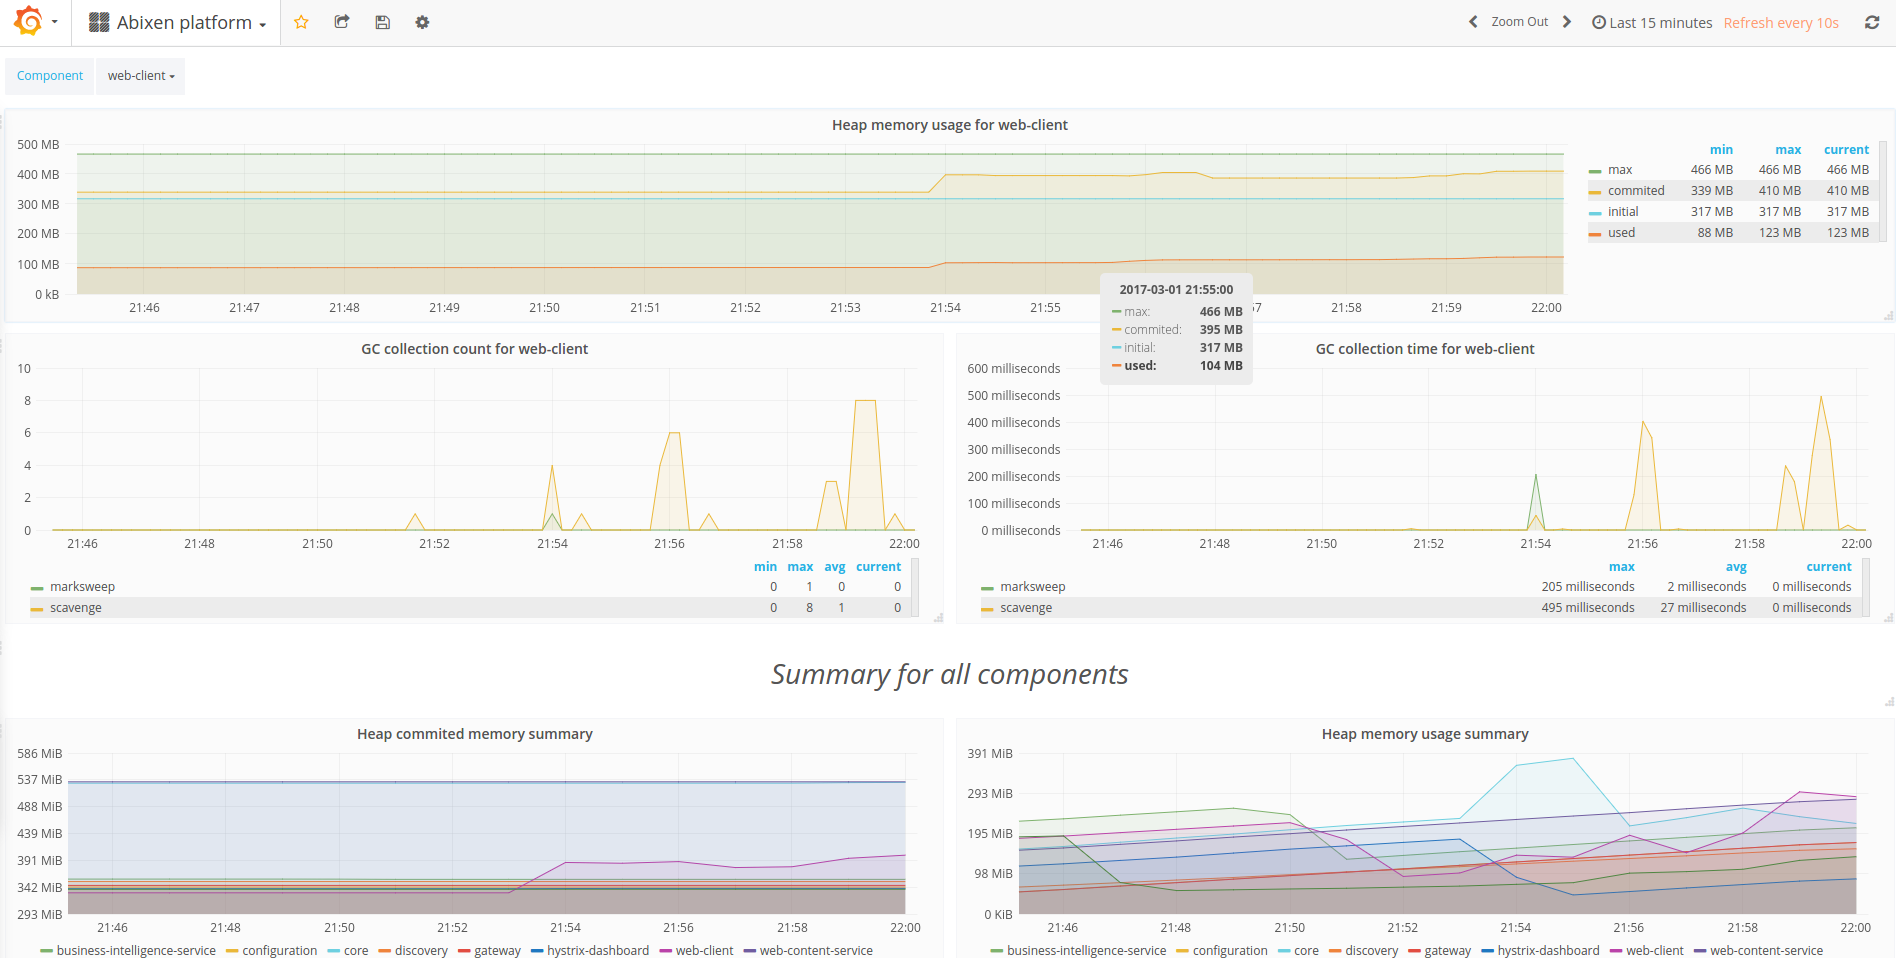 Abixen platform
Zoom Out
Last 15 minutes Refresh every 10s
Component web-client
Heap memory usage for web-client
500 MB
400 MB
300 MB
200 MB
100 MB
0 kB
21:46 21:47 21:48 21:49 21:50 21:51 21:52 21:53 21:54 21:55 57 21:58 21:59 22:00
min max current
max 466 MB 466 MB 466 MB
commited 339 MB 410 MB 410 MB
initial 317 MB 317 MB 317 MB
used 88 MB 123 MB 123 MB
2017-03-01 21:55:00
max: 466 MB
commited: 395 MB
initial: 317 MB
used: 104 MB
GC collection count for web-client
10
8
6
4
2
0
21:46 21:48 21:50 21:52 21:54 21:56 21:58 22:00
min max avg current
marksweep 0 1 0 0
scavenge 0 8 1 0
GC collection time for web-client
600 milliseconds
500 milliseconds
400 milliseconds
300 milliseconds
200 milliseconds
100 milliseconds
0 milliseconds
21:46 21:48 21:50 21:52 21:54 21:56 21:58 22:00
max avg current
marksweep 205 milliseconds 2 milliseconds 0 milliseconds
scavenge 495 milliseconds 27 milliseconds 0 milliseconds
Summary for all components
Heap commited memory summary
586 MiB
537 MiB
488 MiB
439 MiB
391 MiB
342 MiB
293 MiB
21:46 21:48 21:50 21:52 21:54 21:56 21:58 22:00
business-intelligence-service configuration core discovery gateway hystrix-dashboard web-client web-content-service
Heap memory usage summary
391 MiB
293 MiB
195 MiB
98 MiB
0 KiB
21:46 21:48 21:50 21:52 21:54 21:56 21:58 22:00
business-intelligence-service configuration core discovery gateway hystrix-dashboard web-client web-content-service